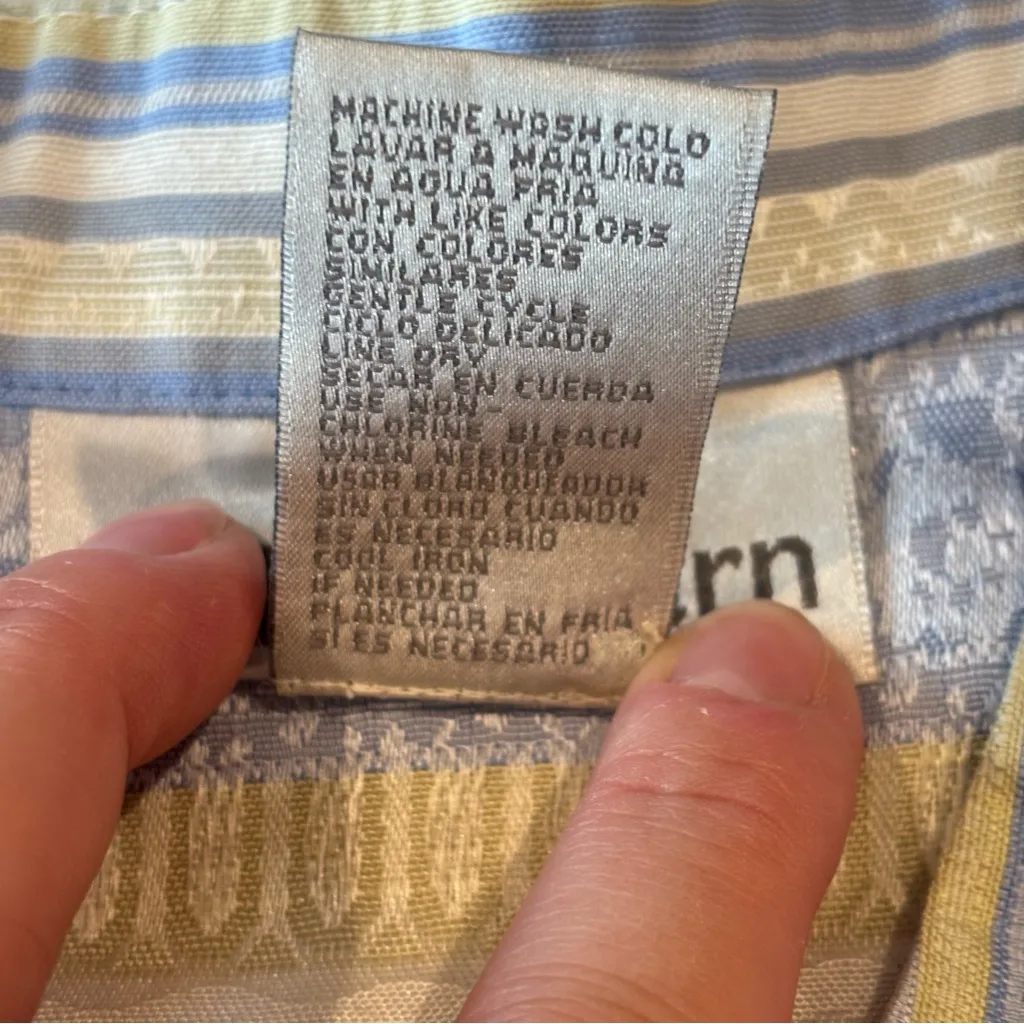 MACHINE WASH COLD
LAVAR A MAQUINA
EN AGUA FRIA
WITH LIKE COLORS
CON COLORES
SIMILARES
GENTLE CYCLE
CICLO DELICADO
LINE DRY
SECAR EN CUERDA
USE NON-
CHLORINE BLEACH
WHEN NEEDED
USAR BLANQUEADOR
SIN CLORO CUANDO
ES NECESARIO
COOL IRON
IF NEEDED
PLANCHAR EN FRIA
SI ES NECESARIO